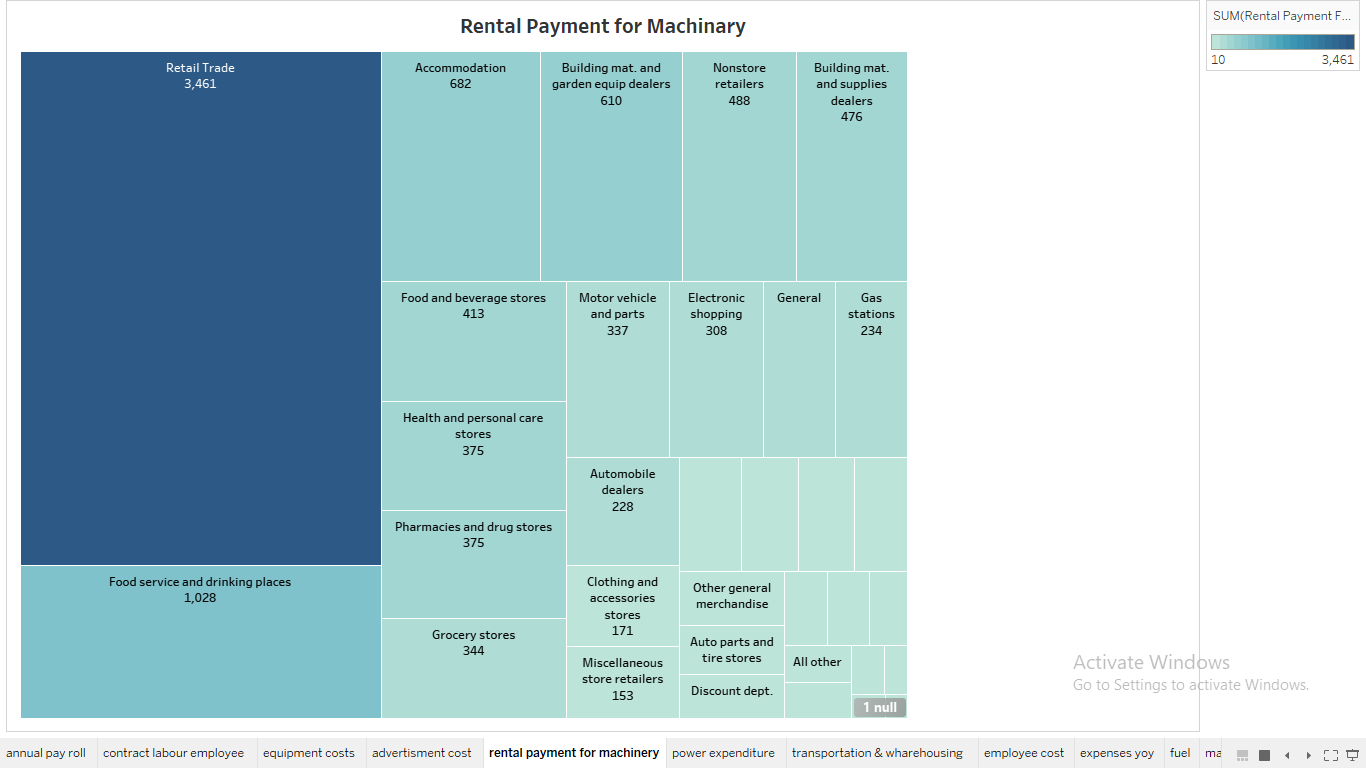 Rental Payment for Machinary
SUM(Rental Payment F...
10 3,461
Retail Trade
3,461
Accommodation
682
Building mat. and
garden equip dealers
610
Nonstore
retailers
488
Building mat.
and supplies
dealers
476
Food and beverage stores
413
Motor vehicle
and parts
337
Electronic
shopping
308
General
Gas
stations
234
Health and personal care
stores
375
Automobile
dealers
228
Pharmacies and drug stores
375
Food service and drinking places
1,028
Clothing and
accessories
stores
171
Other general
merchandise
Grocery stores
344
Auto parts and
tire stores
Miscellaneous
store retailers
153
All other
Discount dept.
1 null
Activate Windows
Go to Settings to activate Windows.
annual pay roll contract labour employee equipment costs advertisment cost rental payment for machinery power expenditure transportation & wharehousing employee cost expenses yoy fuel ma